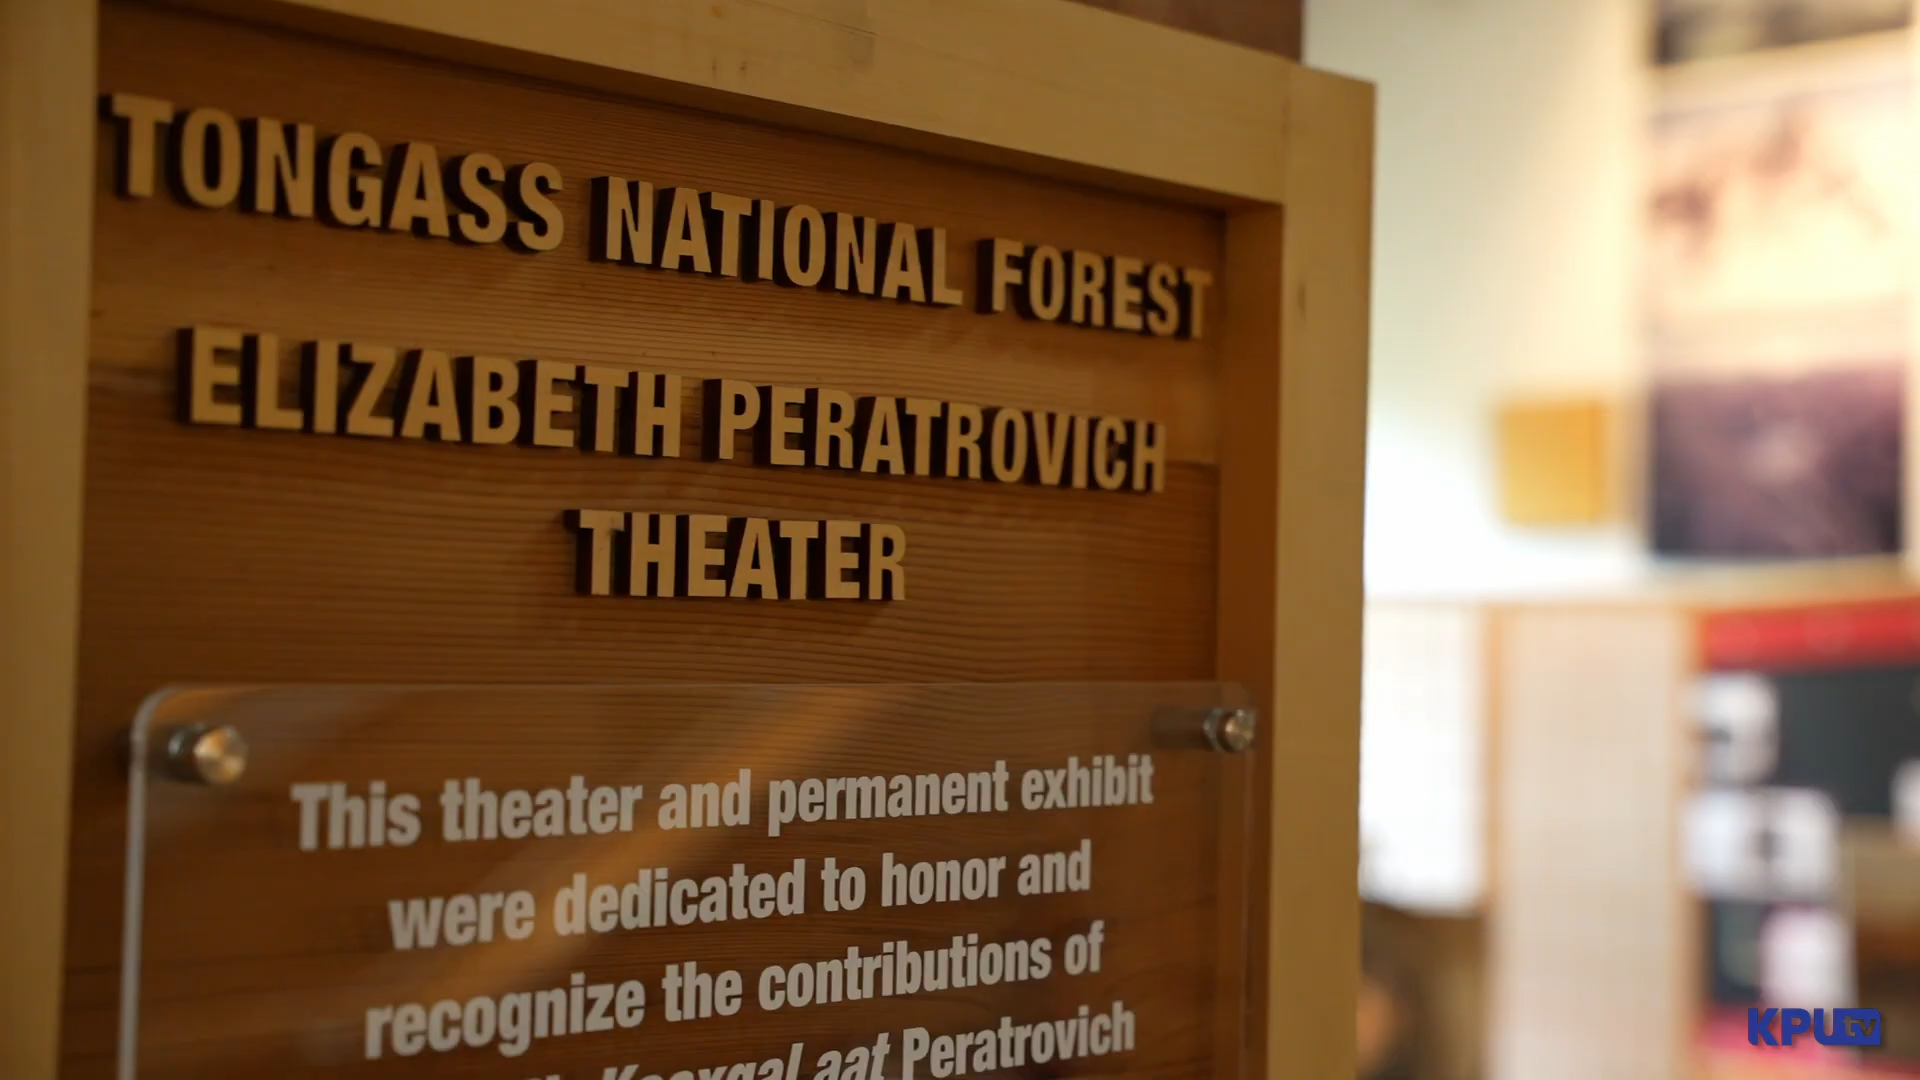 TONGASS NATIONAL FOREST
ELIZABETH PERATROVICH
THEATER
This theater and permanent exhibit
were dedicated to honor and
recognize the contributions of
Peratrovich
KPUtv